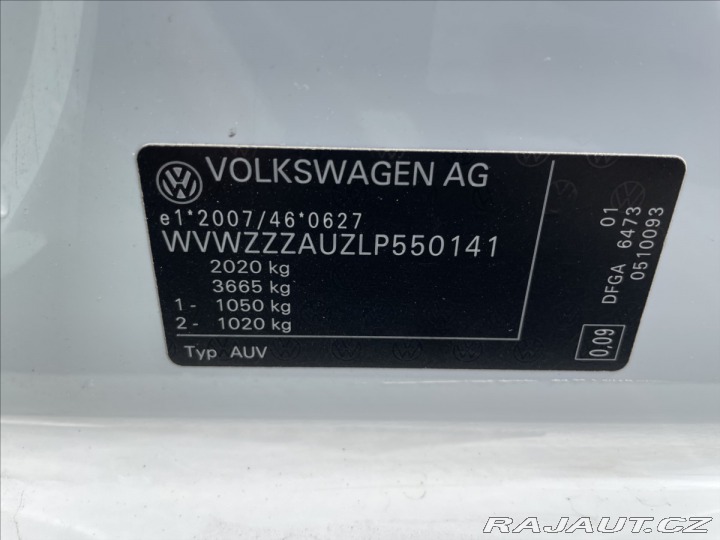 VOLKSWAGEN AG
e1*2007/46*0627
WVWZZZAUZLP550141
2020 kg
3665 kg
1 - 1050 kg
2 - 1020 kg
Typ AUV
01
DFGA 6473
0510093
0,09
RAJAUT.CZ